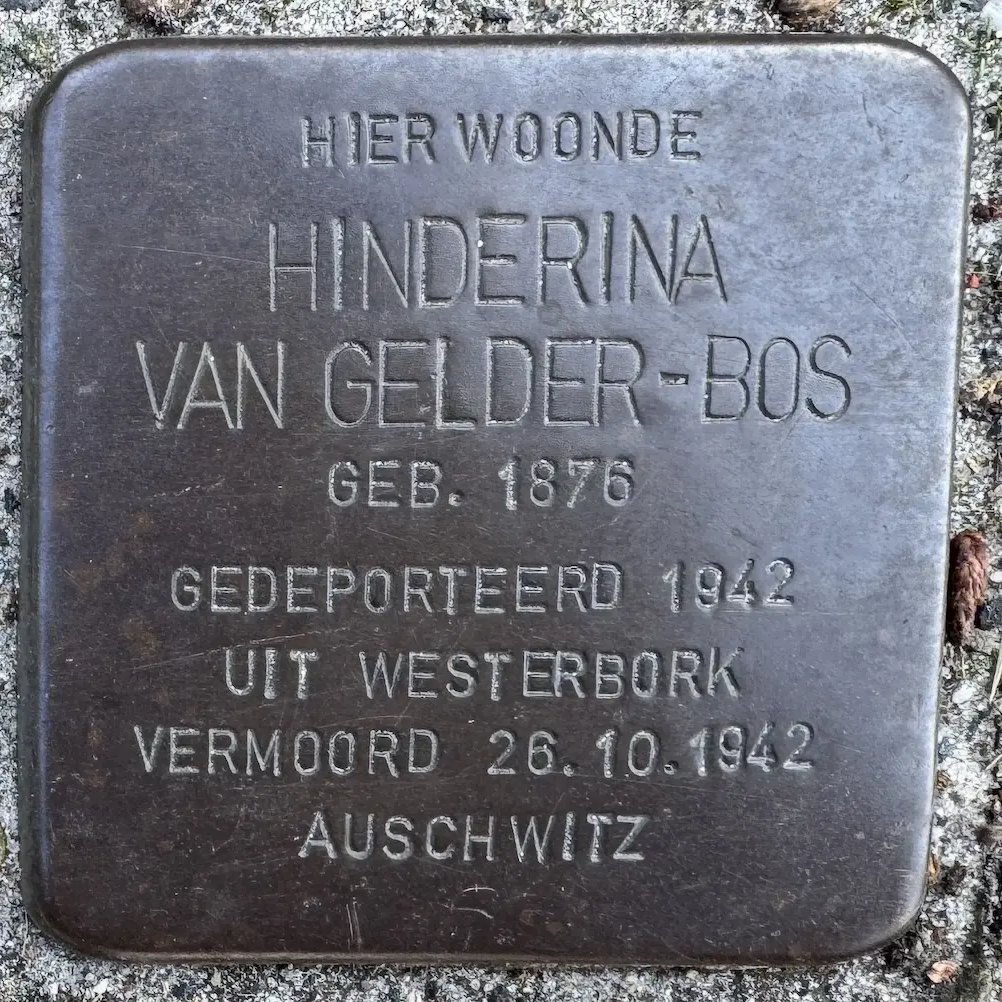 HIER WOONDE
HINDERINA
VAN GELDER-BOS
GEB. 1876
GEDEPORTEERD 1942
UIT WESTERBORK
VERMOORD 26.10.1942
AUSCHWITZ